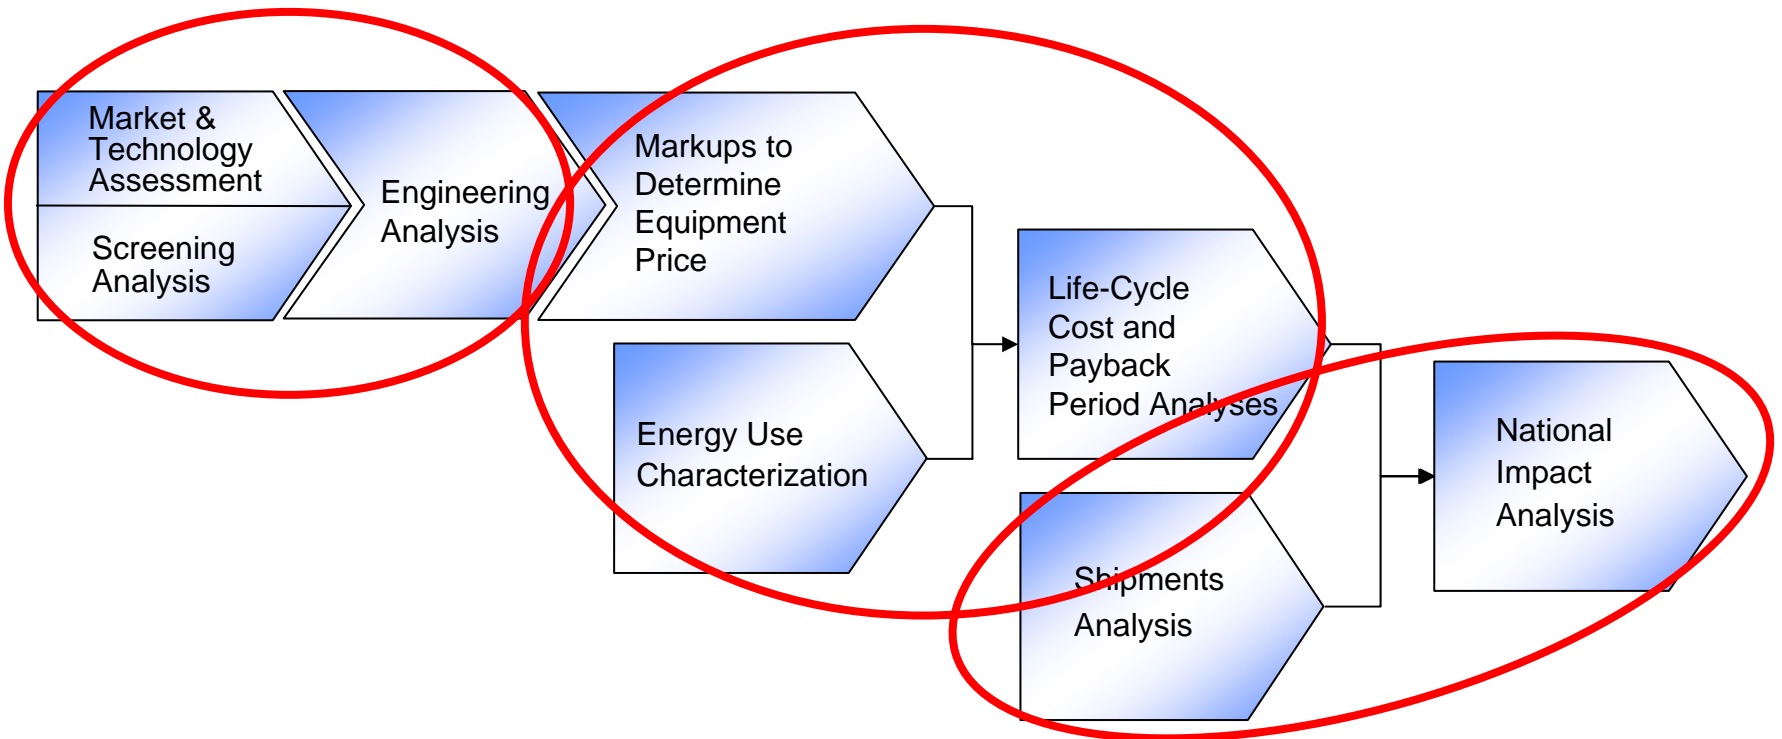 Market &
Technology
Assessment
Screening
Analysis
Engineering
Analysis
Markups to
Determine
Equipment
Price
Energy Use
Characterization
Life-Cycle
Cost and
Payback
Period Analyses
Shipments
Analysis
National
Impact
Analysis